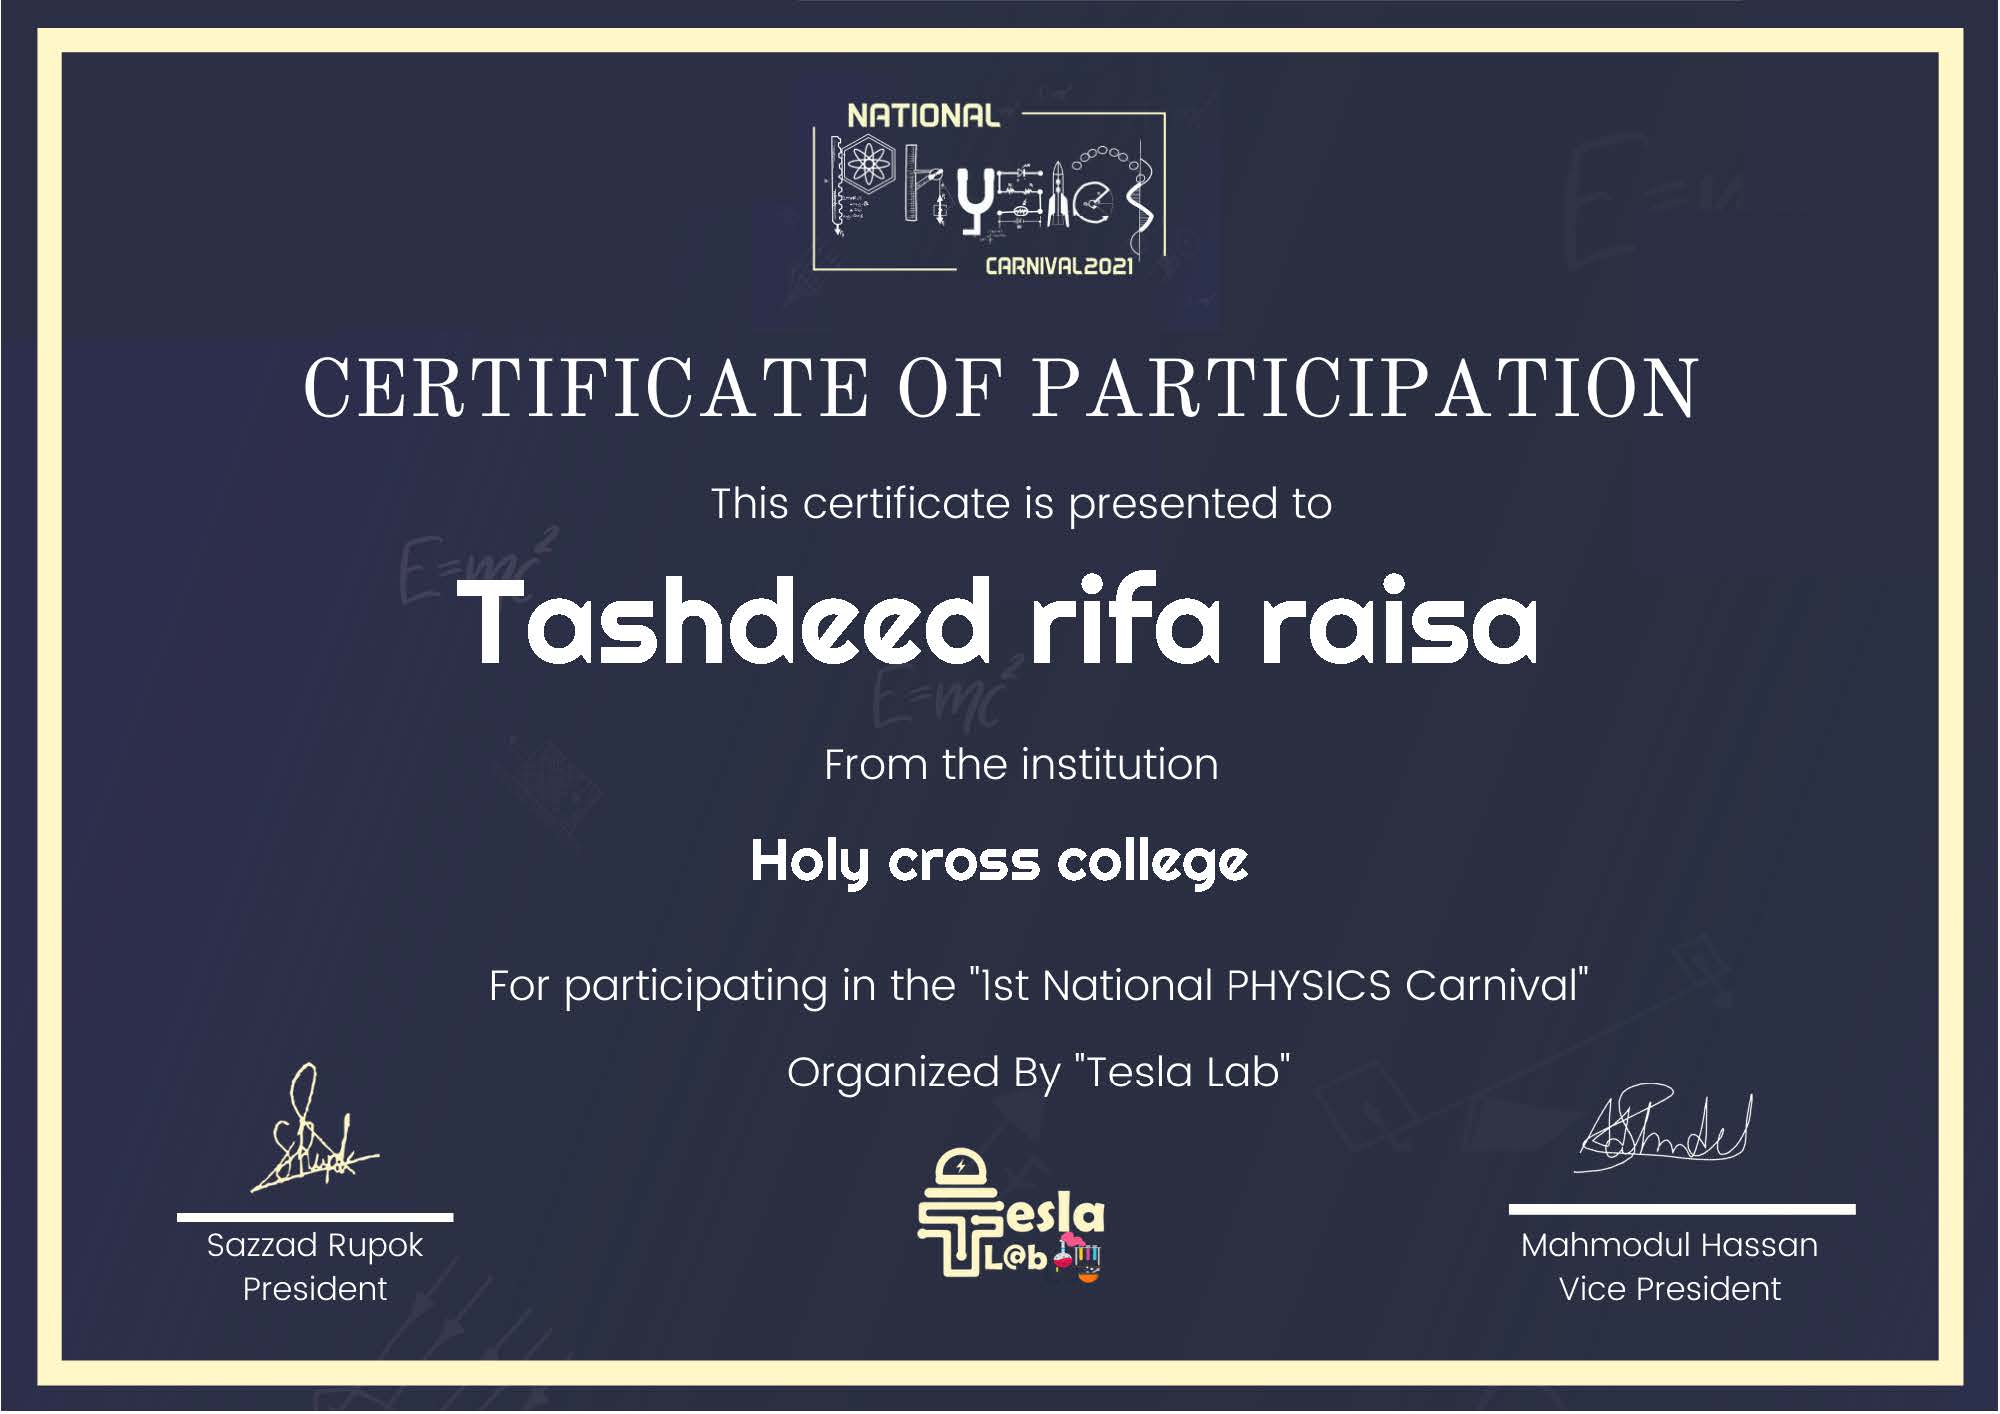 NATIONAL
Physics
CARNIVAL2021
CERTIFICATE OF PARTICIPATION
This certificate is presented to
E=mc²
Tashdeed rifa raisa
E=mc²
From the institution
Holy cross college
For participating in the "1st National PHYSICS Carnival"
Organized By "Tesla Lab"
Sazzad Rupok
President
Tesla
L@b
Mahmodul Hassan
Vice President